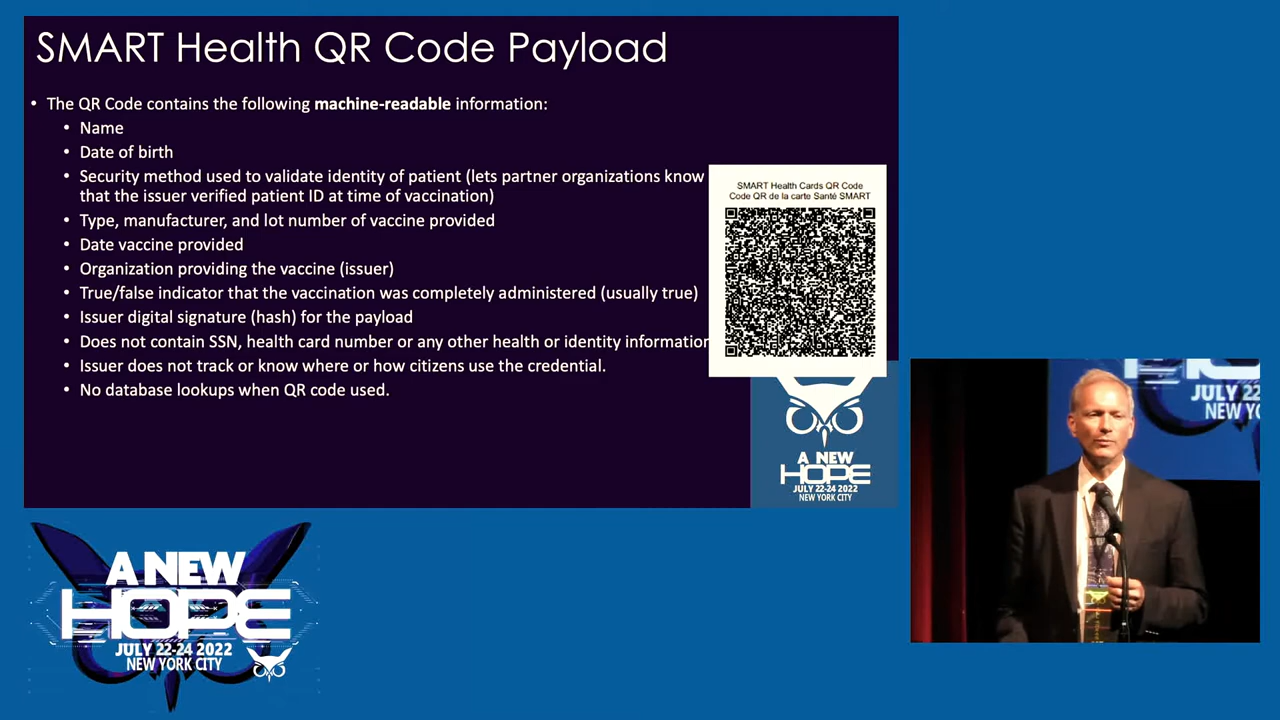 SMART Health QR Code Payload
• The QR Code contains the following machine-readable information:
• Name
• Date of birth
• Security method used to validate identity of patient (lets partner organizations know
that the issuer verified patient ID at time of vaccination)
• Type, manufacturer, and lot number of vaccine provided
• Date vaccine provided
• Organization providing the vaccine (issuer)
• True/false indicator that the vaccination was completely administered (usually true)
• Issuer digital signature (hash) for the payload
• Does not contain SSN, health card number or any other health or identity information
• Issuer does not track or know where or how citizens use the credential.
• No database lookups when QR code used.
SMART Health Cards QR Code
Code QR de la carte Santé SMART
A NEW
HOPE
JULY 22-24 2022
NEW YORK CITY
A NEW
HOPE
JULY 22-24 2022
NEW YORK CITY
JULY 22
NEW YO